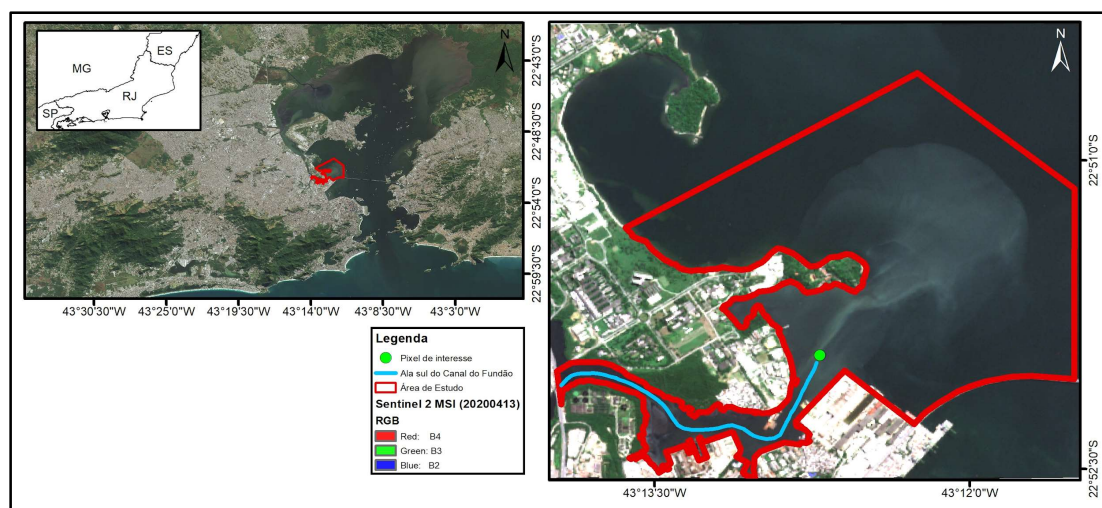 MG
ES
RJ
SP
N
22°43'0"S
22°48'30"S
22°54'0"S
22°59'30"S
43°30'30"W
43°25'0"W
43°19'30"W
43°14'0"W
43°8'30"W
43°3'0"W
Legenda
Pixel de interesse
Ala sul do Canal do Fundão
Área de Estudo
Sentinel 2 MSI (20200413)
RGB
Red: B4
Green: B3
Blue: B2
N
22°51'0"S
22°52'30"S
43°13'30"W
43°12'0"W